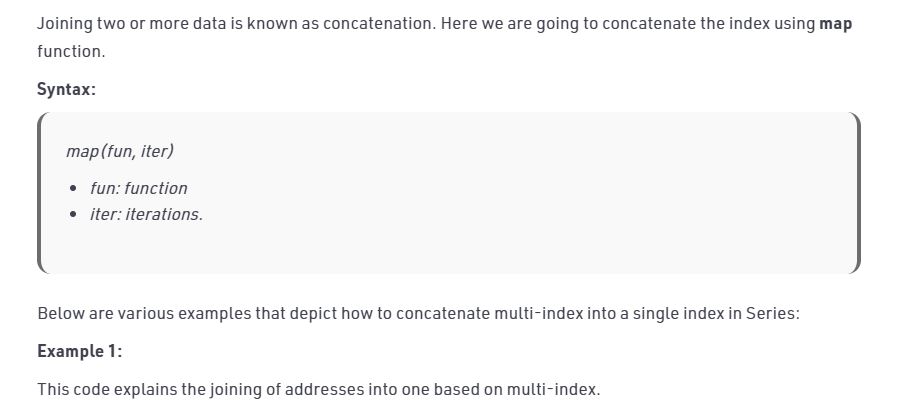 Joining two or more data is known as concatenation. Here we are going to concatenate the index using map
function.
Syntax:
map(fun, iter)
• fun: function
• iter: iterations.
Below are various examples that depict how to concatenate multi-index into a single index in Series:
Example 1:
This code explains the joining of addresses into one based on multi-index.